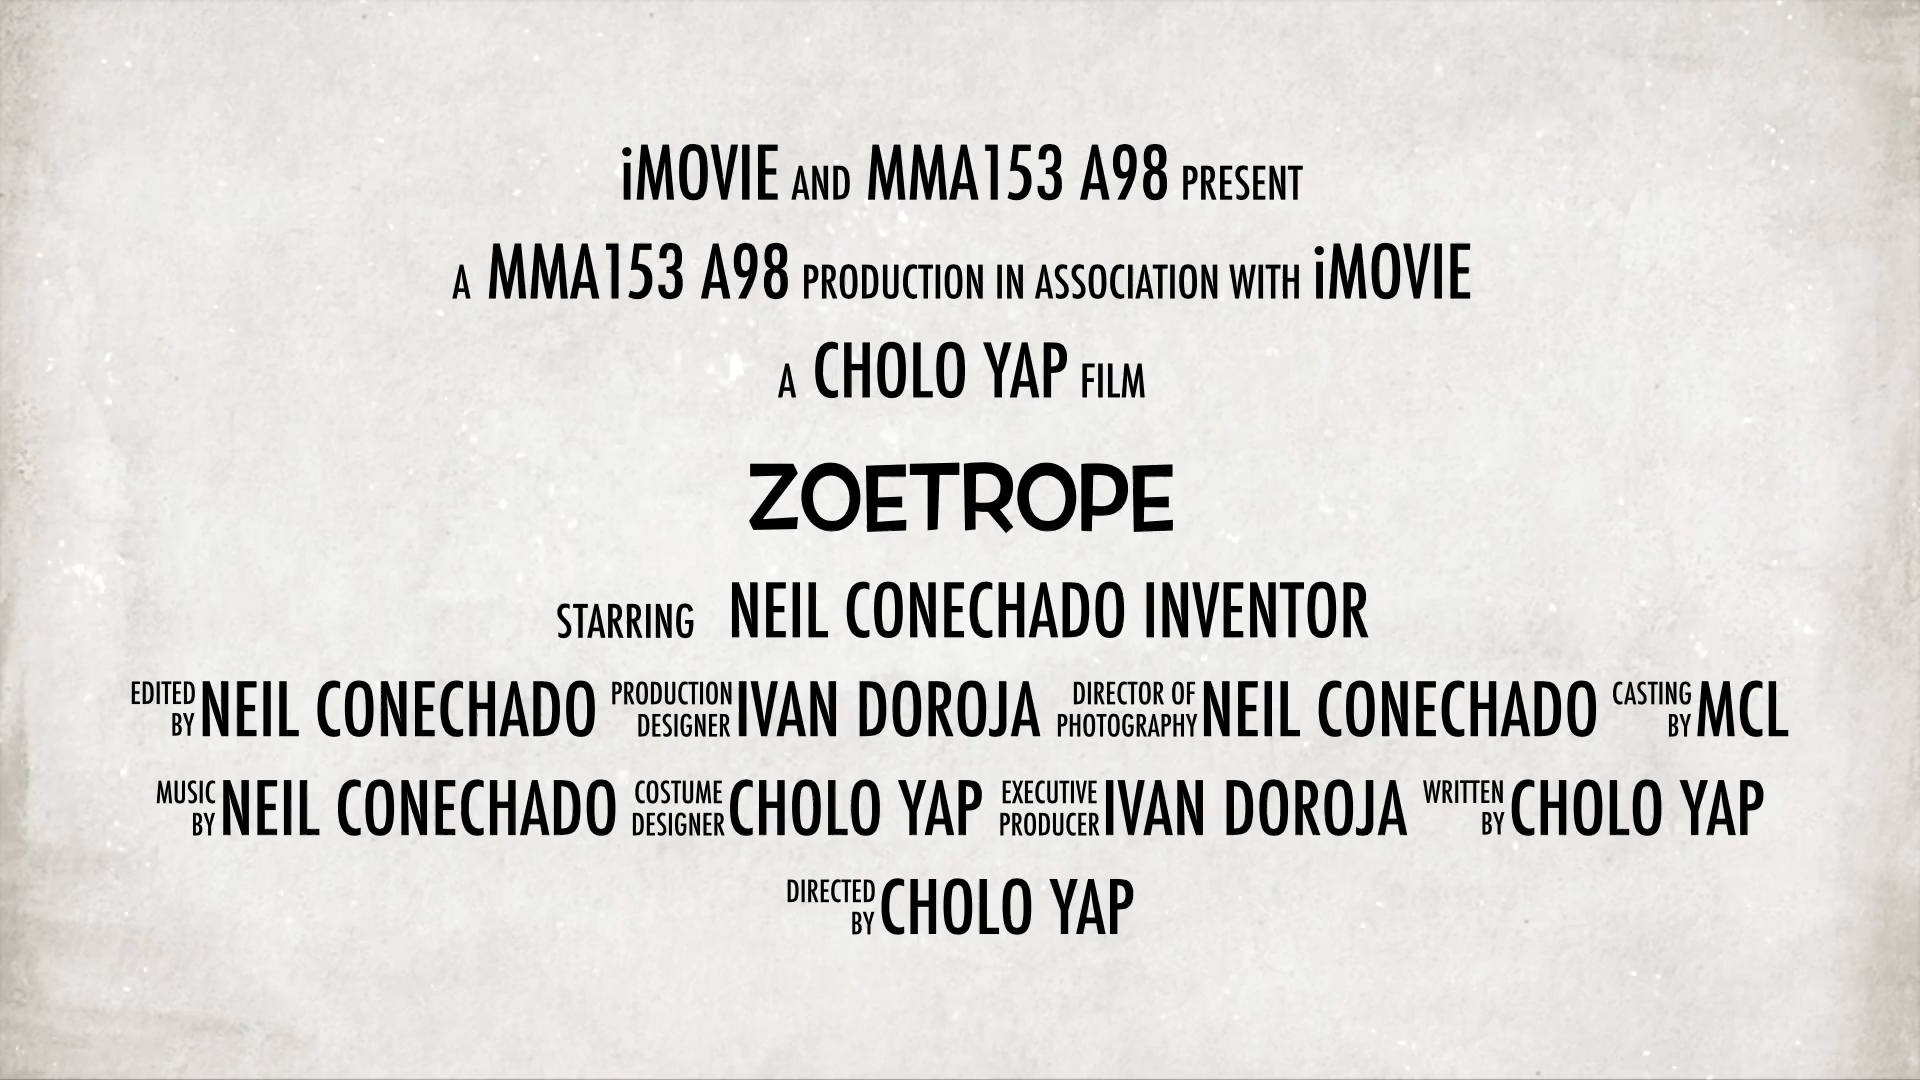 iMOVIE AND MMA153 A98 PRESENT
A MMA153 A98 PRODUCTION IN ASSOCIATION WITH iMOVIE
A CHOLO YAP FILM
ZOETROPE
STARRING NEIL CONECHADO INVENTOR
EDITED BY NEIL CONECHADO PRODUCTION DESIGNER IVAN DOROJA DIRECTOR OF PHOTOGRAPHY NEIL CONECHADO CASTING BY MCL
MUSIC BY NEIL CONECHADO COSTUME DESIGNER CHOLO YAP EXECUTIVE PRODUCER IVAN DOROJA WRITTEN BY CHOLO YAP
DIRECTED BY CHOLO YAP